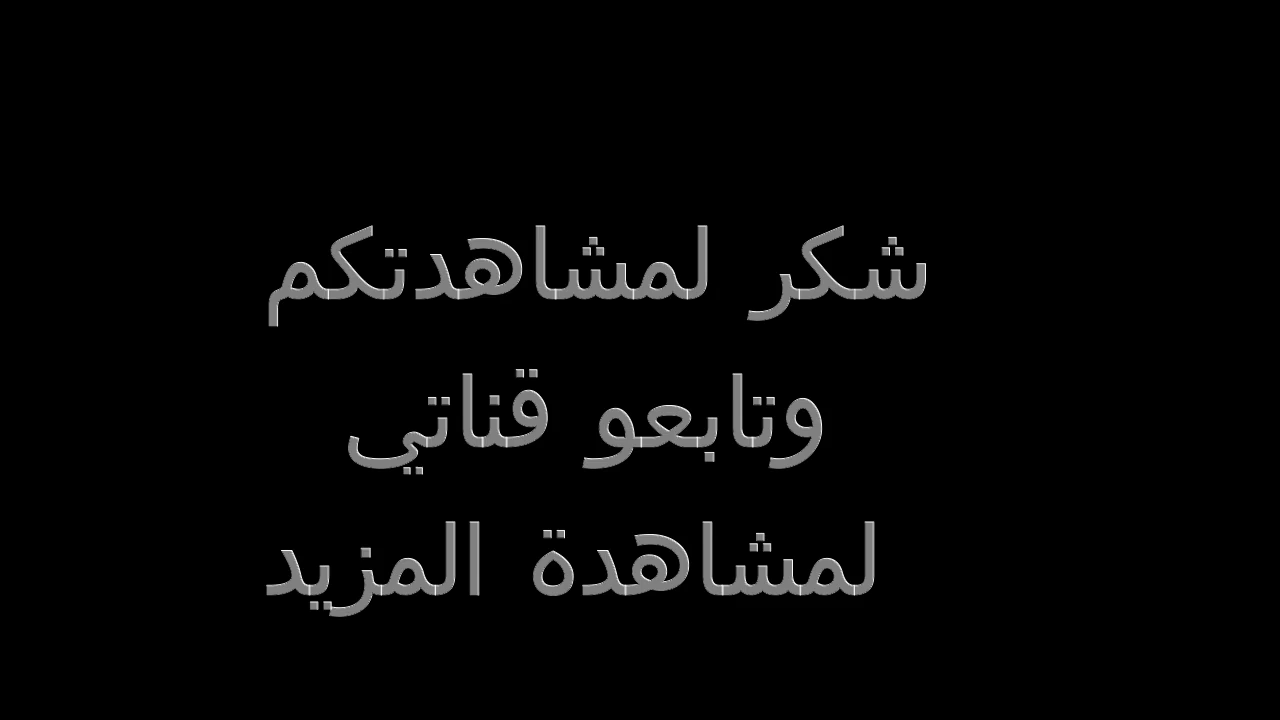 شكر لمشاهدتكم
وتابعو قناتي
لمشاهدة المزيد